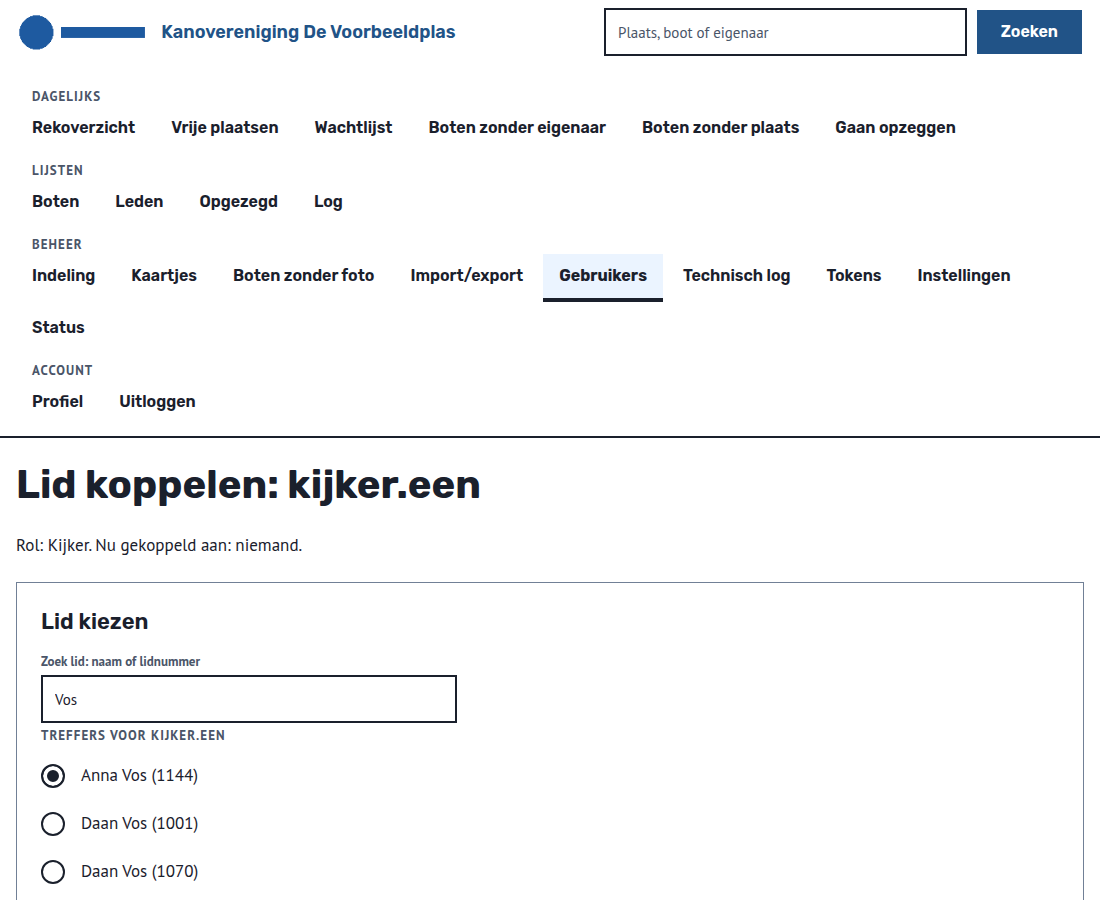 Kanovereniging De Voorbeeldplas
Plaats, boot of eigenaar
Zoeken
DAGELIJKS
Rekoverzicht Vrije plaatsen Wachtlijst Boten zonder eigenaar Boten zonder plaats Gaan opzeggen
LIJSTEN
Boten Leden Opgezegd Log
BEHEER
Indeling Kaartjes Boten zonder foto Import/export Gebruikers Technisch log Tokens Instellingen
Status
ACCOUNT
Profiel Uitloggen
Lid koppelen: kijker.een
Rol: Kijker. Nu gekoppeld aan: niemand.
Lid kiezen
Zoek lid: naam of lidnummer
Vos
TREFFERS VOOR KIJKER.EEN
Anna Vos (1144)
Daan Vos (1001)
Daan Vos (1070)